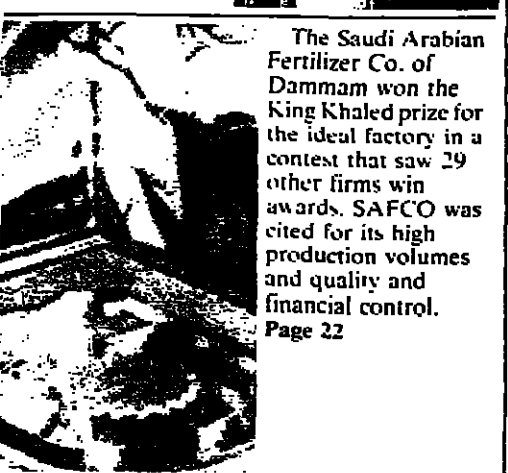 The Saudi Arabian
Fertilizer Co. of
Dammam won the
King Khaled prize for
the ideal factory in a
contest that saw 29
other firms win
awards. SAFCO was
cited for its high
production volumes
and quality and
financial control.
Page 22